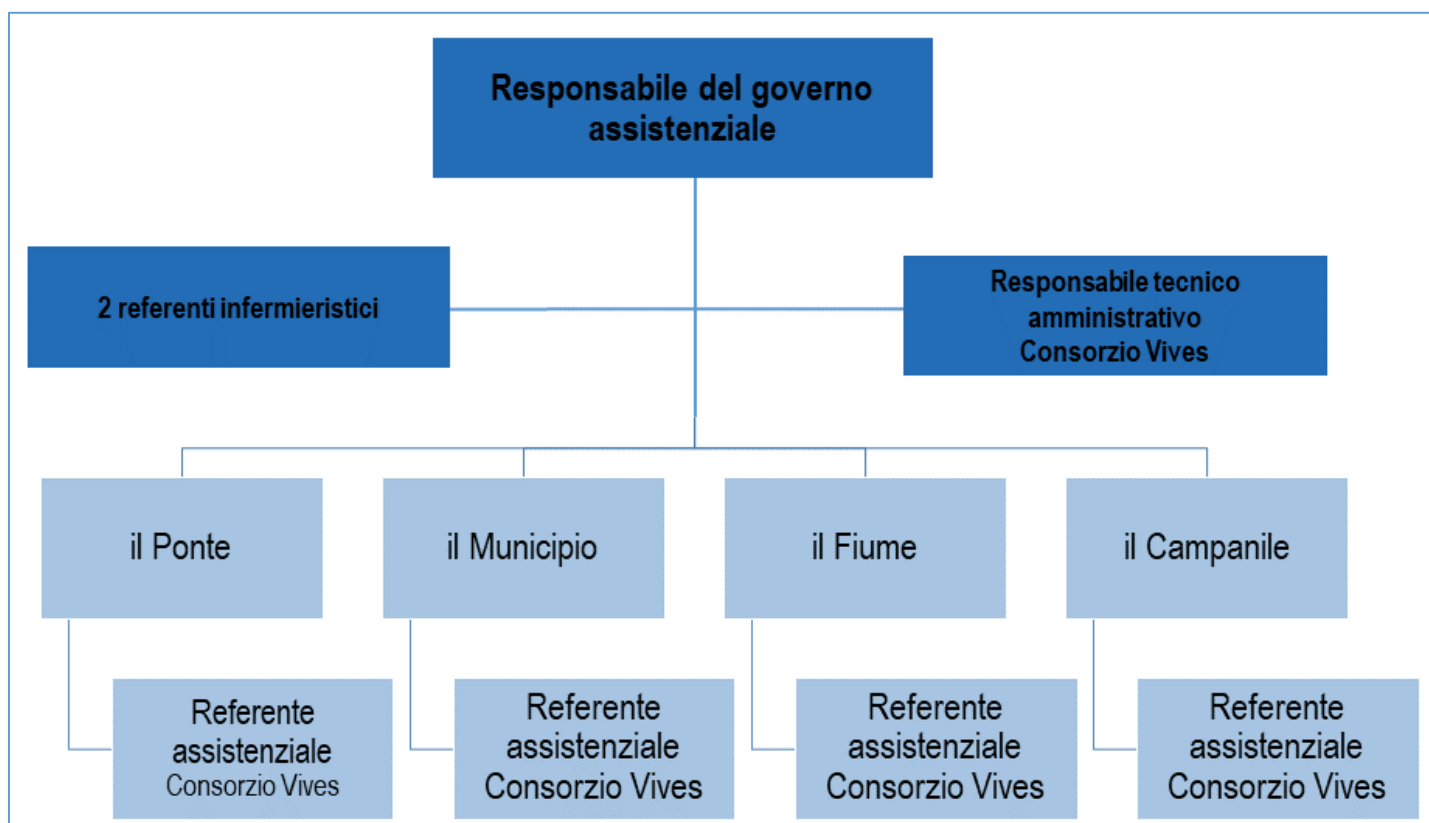 Responsabile del governo
assistenziale
2 referenti infermieristici
Responsabile tecnico
amministrativo
Consorzio Vives
il Ponte
il Municipio
il Fiume
il Campanile
Referente
assistenziale
Consorzio Vives
Referente
assistenziale
Consorzio Vives
Referente
assistenziale
Consorzio Vives
Referente
assistenziale
Consorzio Vives